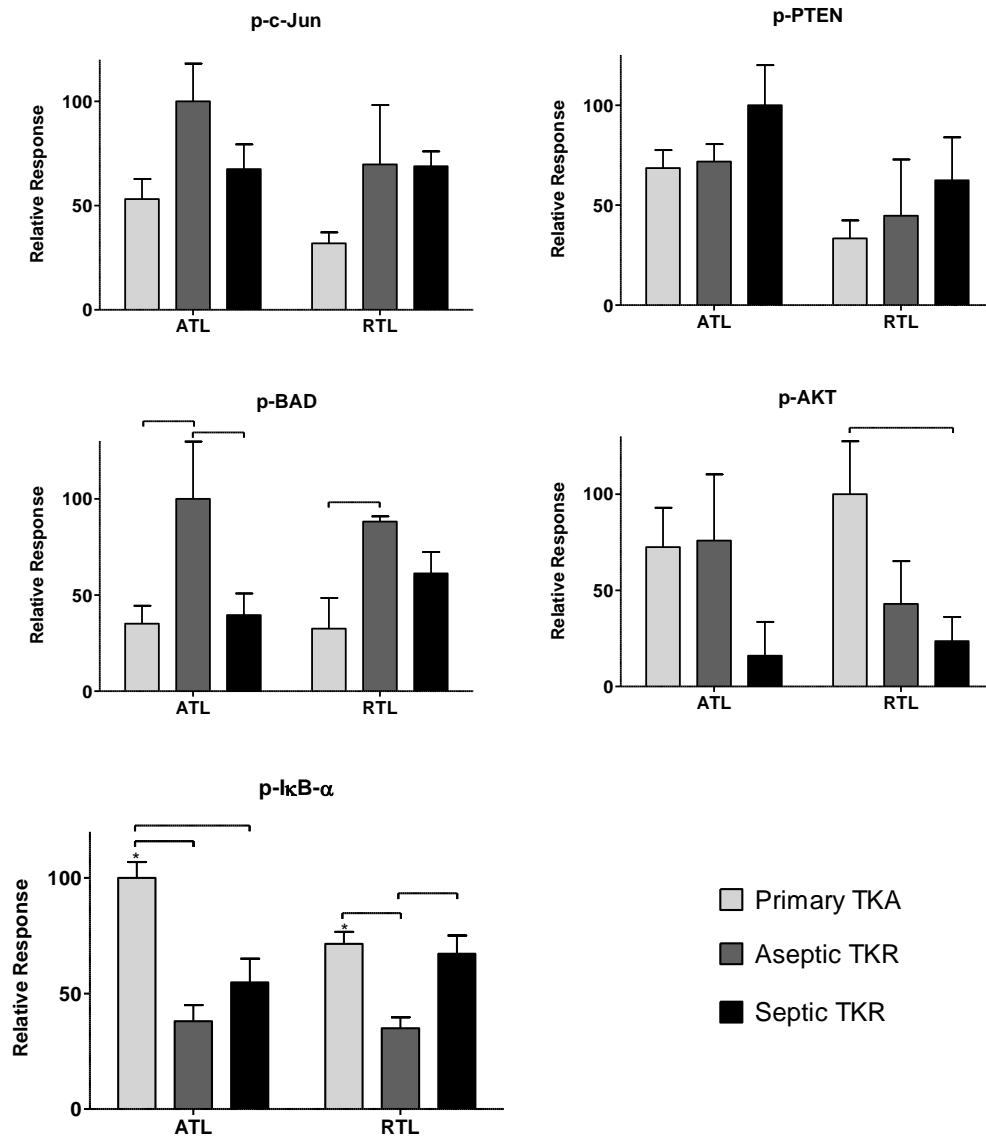 p-c-Jun
Relative Response
100
50
0
ATL
RTL
p-PTEN
Relative Response
100
50
0
ATL
RTL
p-BAD
Relative Response
100
50
0
ATL
RTL
p-AKT
Relative Response
100
50
0
ATL
RTL
p-IκB-α
Relative Response
100
50
0
*
*
ATL
RTL
Primary TKA
Aseptic TKR
Septic TKR